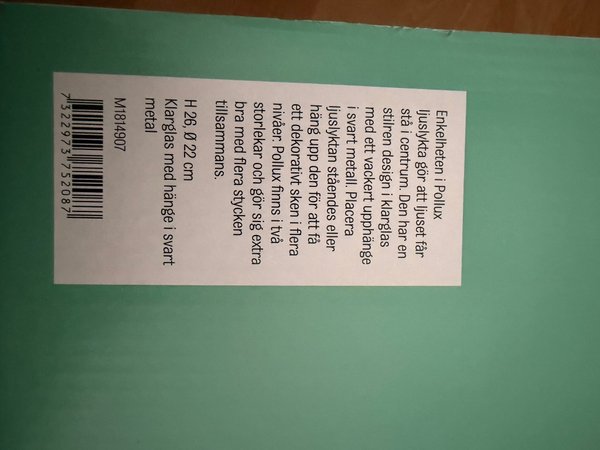 Enkelheten i Pollux
ljuslykta gör att ljuset får
stå i centrum. Den har en
stilren design i klarglas
med ett vackert upphänge
i svart metall. Placera
ljuslyktan ståendes eller
häng upp den för att få
ett dekorativt sken i flera
nivåer. Pollux finns i två
storlekar och gör sig extra
bra med flera stycken
tillsammans.
H 26, Ø 22 cm
Klarglas med hänge i svart
metal
M1814907
7322973752087